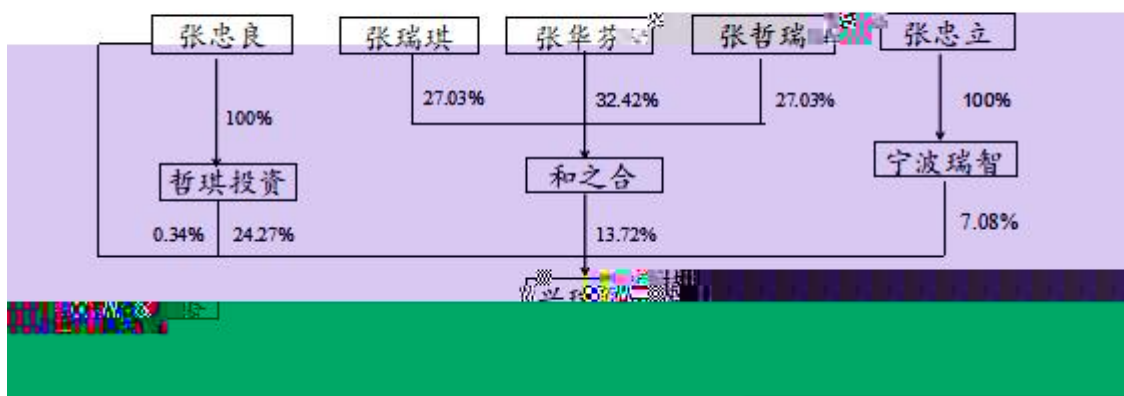 张忠良 张瑞琪 张华芬 张哲瑞 张忠立
27.03% 32.42% 27.03% 100%
100%
哲琪投资 和之合 宁波瑞智
0.34% 24.27% 13.72% 7.08%